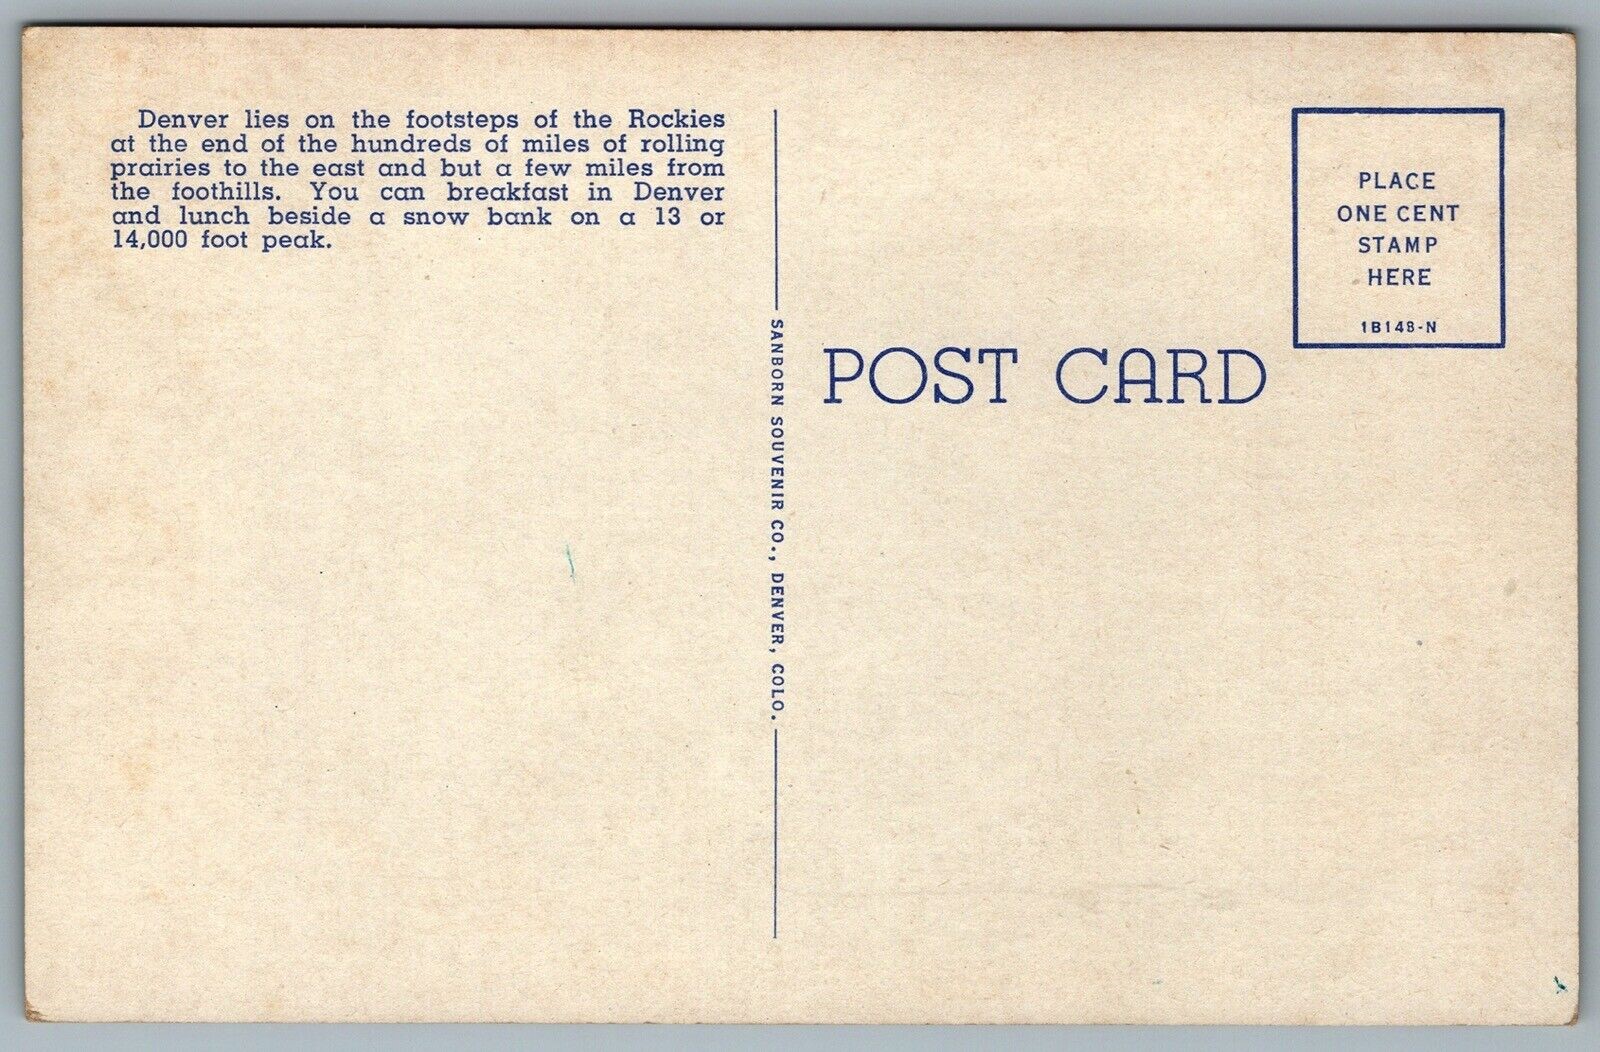 Denver lies on the footsteps of the Rockies
at the end of the hundreds of miles of rolling
prairies to the east and but a few miles from
the foothills. You can breakfast in Denver
and lunch beside a snow bank on a 13 or
14,000 foot peak.
SANBORN SOUVENIR CO., DENVER, COLO.
POST CARD
PLACE
ONE CENT
STAMP
HERE
1B148-N